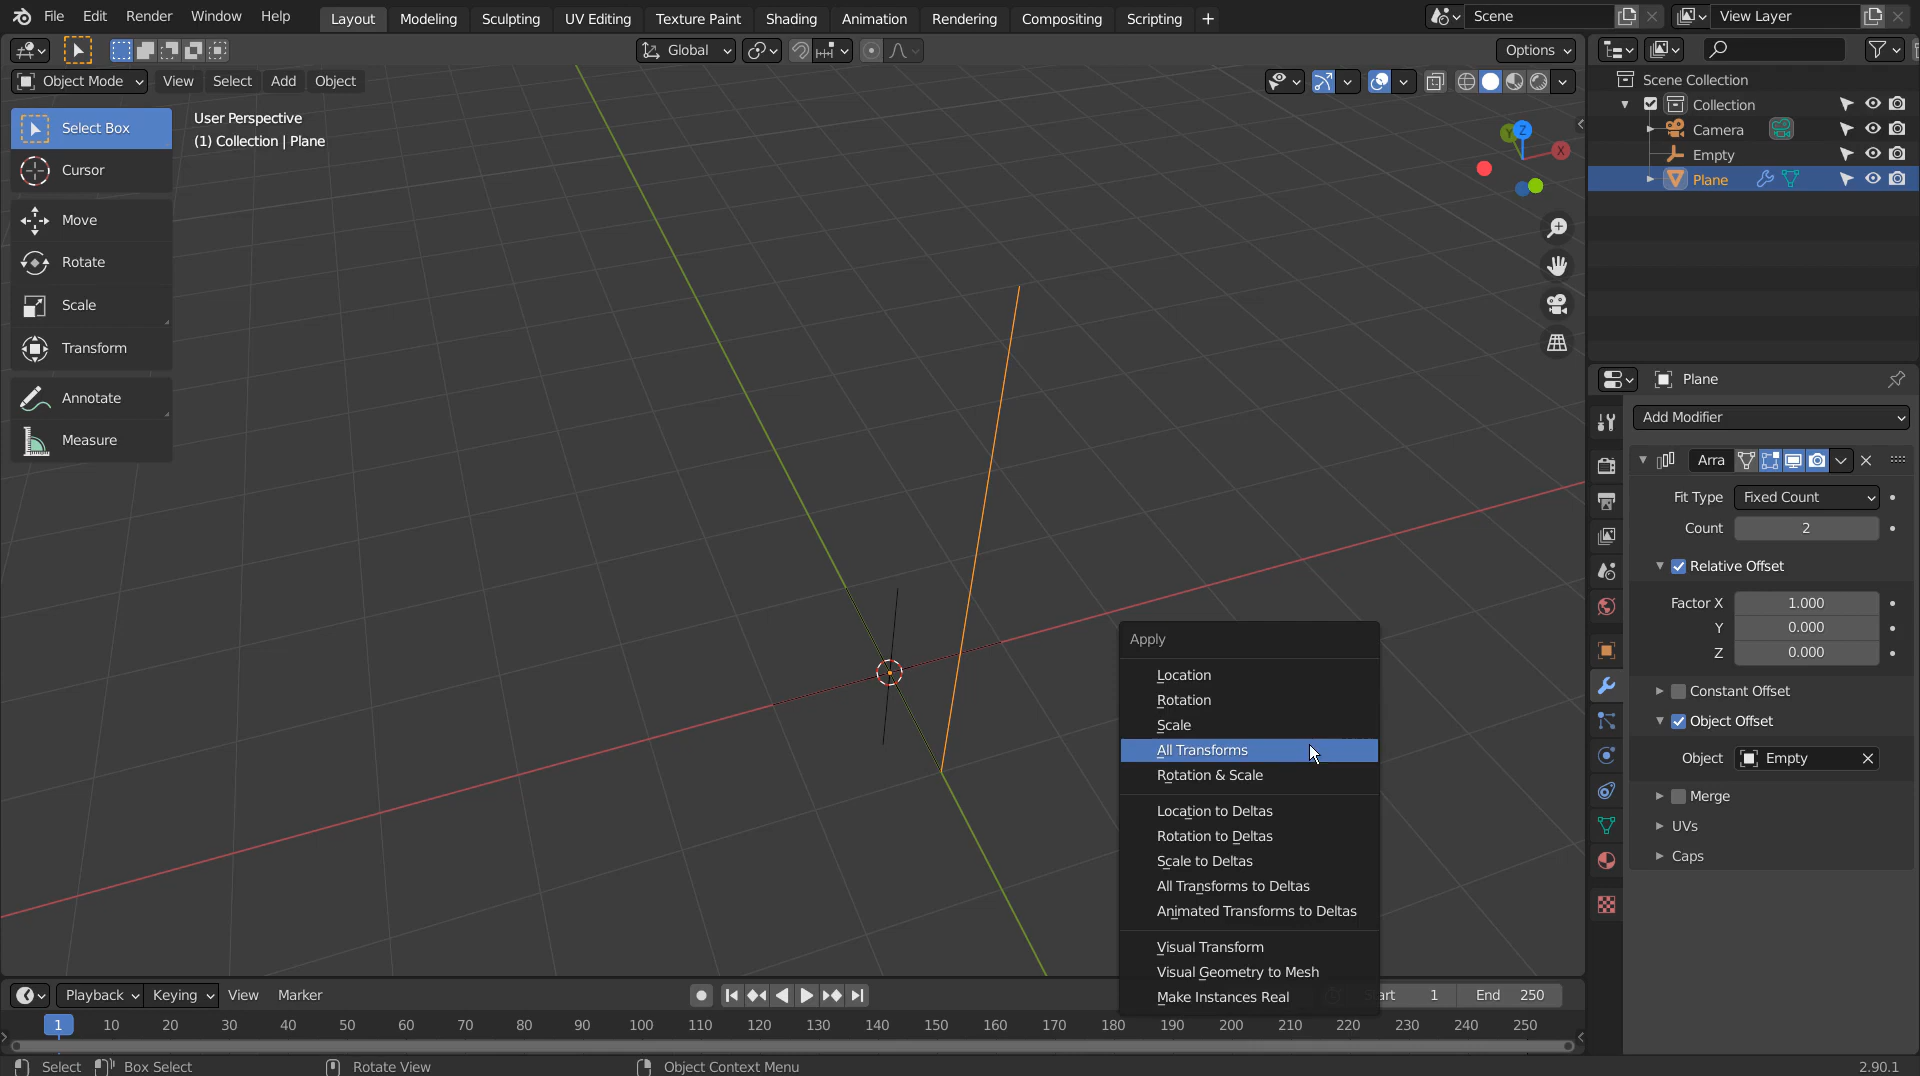 File Edit Render Window Help Layout Modeling Sculpting UV Editing Texture Paint Shading Animation Rendering Compositing Scripting + Scene View Layer
Global Options
Object Mode View Select Add Object
Select Box
Cursor
Move
Rotate
Scale
Transform
Annotate
Measure
User Perspective
(1) Collection | Plane
Z
Y
X
Apply
Location
Rotation
Scale
All Transforms
Rotation & Scale
Location to Deltas
Rotation to Deltas
Scale to Deltas
All Transforms to Deltas
Animated Transforms to Deltas
Visual Transform
Visual Geometry to Mesh
Make Instances Real
Scene Collection
Collection
Camera
Empty
Plane
Plane
Add Modifier
Arra
Fit Type Fixed Count
Count 2
Relative Offset
Factor X 1.000
Y 0.000
Z 0.000
Constant Offset
Object Offset
Object Empty
Merge
UVs
Caps
Playback Keying View Marker art 1 End 250
1 10 20 30 40 50 60 70 80 90 100 110 120 130 140 150 160 170 180 190 200 210 220 230 240 250
Select Box Select Rotate View Object Context Menu 2.90.1